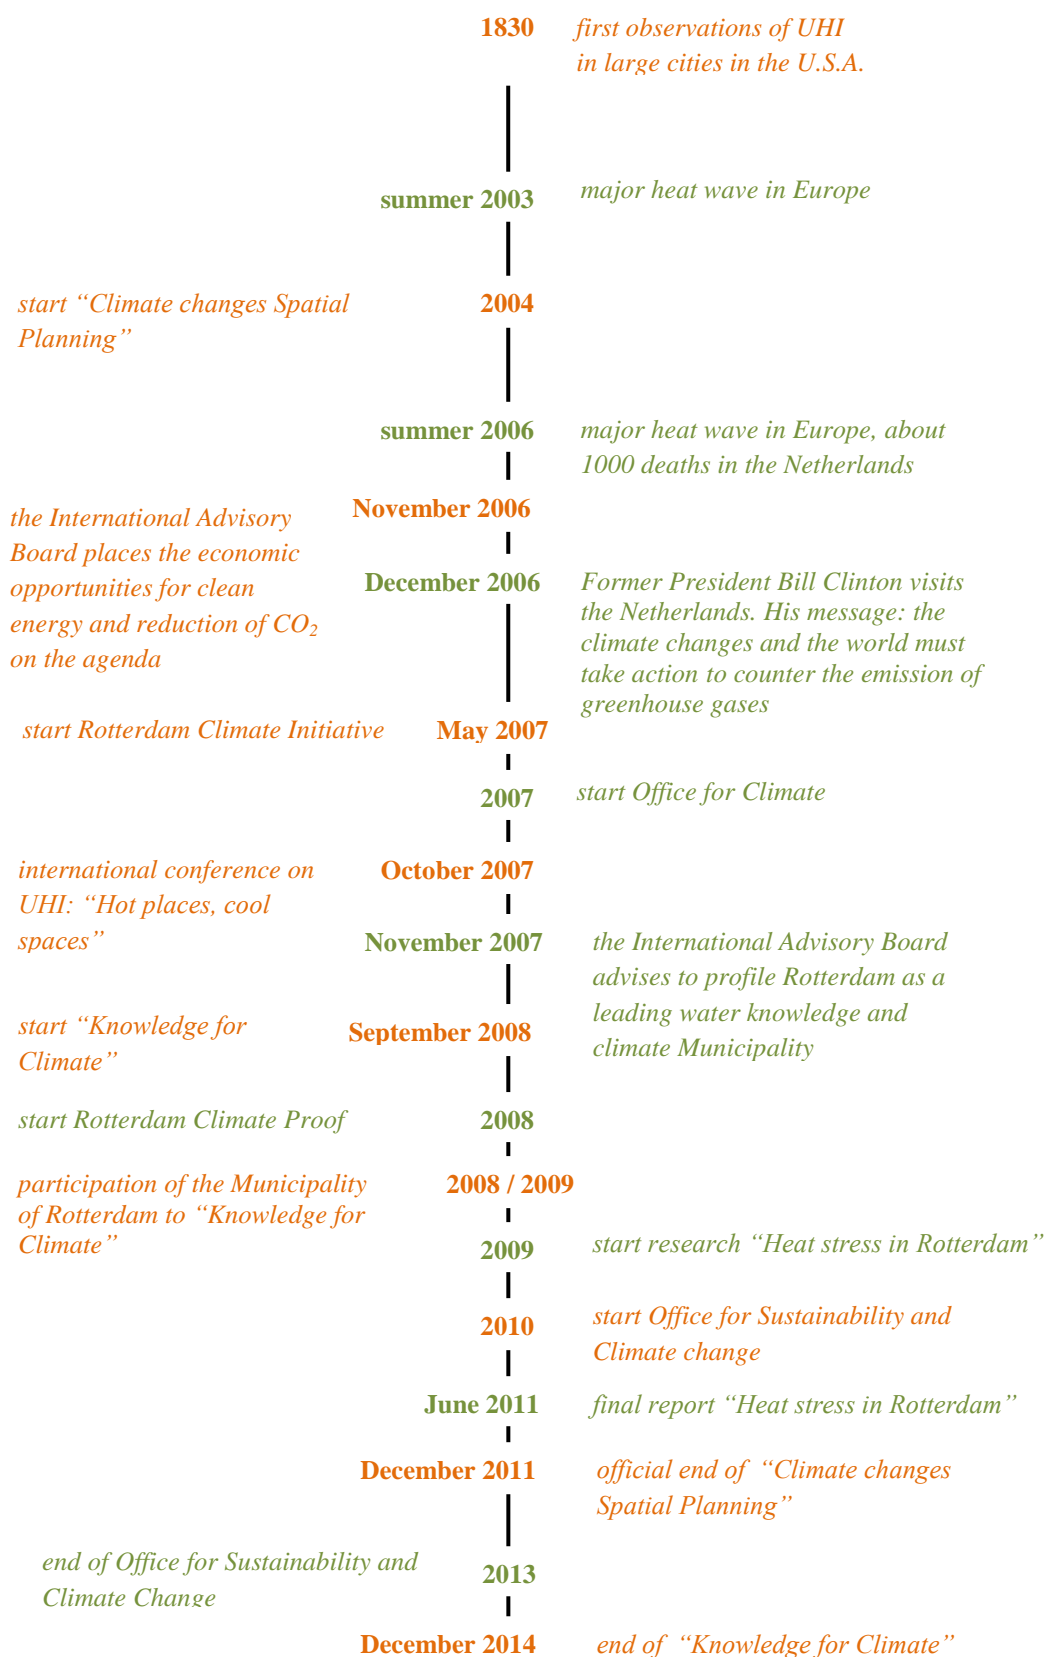 1830
first observations of UHI
in large cities in the U.S.A.
summer 2003
major heat wave in Europe
start “Climate changes Spatial
Planning”
2004
summer 2006
major heat wave in Europe, about
1000 deaths in the Netherlands
the International Advisory
Board places the economic
opportunities for clean
energy and reduction of CO₂
on the agenda
November 2006
December 2006
Former President Bill Clinton visits
the Netherlands. His message: the
climate changes and the world must
take action to counter the emission of
greenhouse gases
start Rotterdam Climate Initiative
May 2007
2007
start Office for Climate
international conference on
UHI: “Hot places, cool
spaces”
October 2007
November 2007
the International Advisory Board
advises to profile Rotterdam as a
leading water knowledge and
climate Municipality
start “Knowledge for
Climate”
September 2008
start Rotterdam Climate Proof
2008
participation of the Municipality
of Rotterdam to “Knowledge for
Climate”
2008 / 2009
2009
start research “Heat stress in Rotterdam”
2010
start Office for Sustainability and
Climate change
June 2011
final report “Heat stress in Rotterdam”
December 2011
official end of “Climate changes
Spatial Planning”
end of Office for Sustainability and
Climate Change
2013
December 2014
end of “Knowledge for Climate”